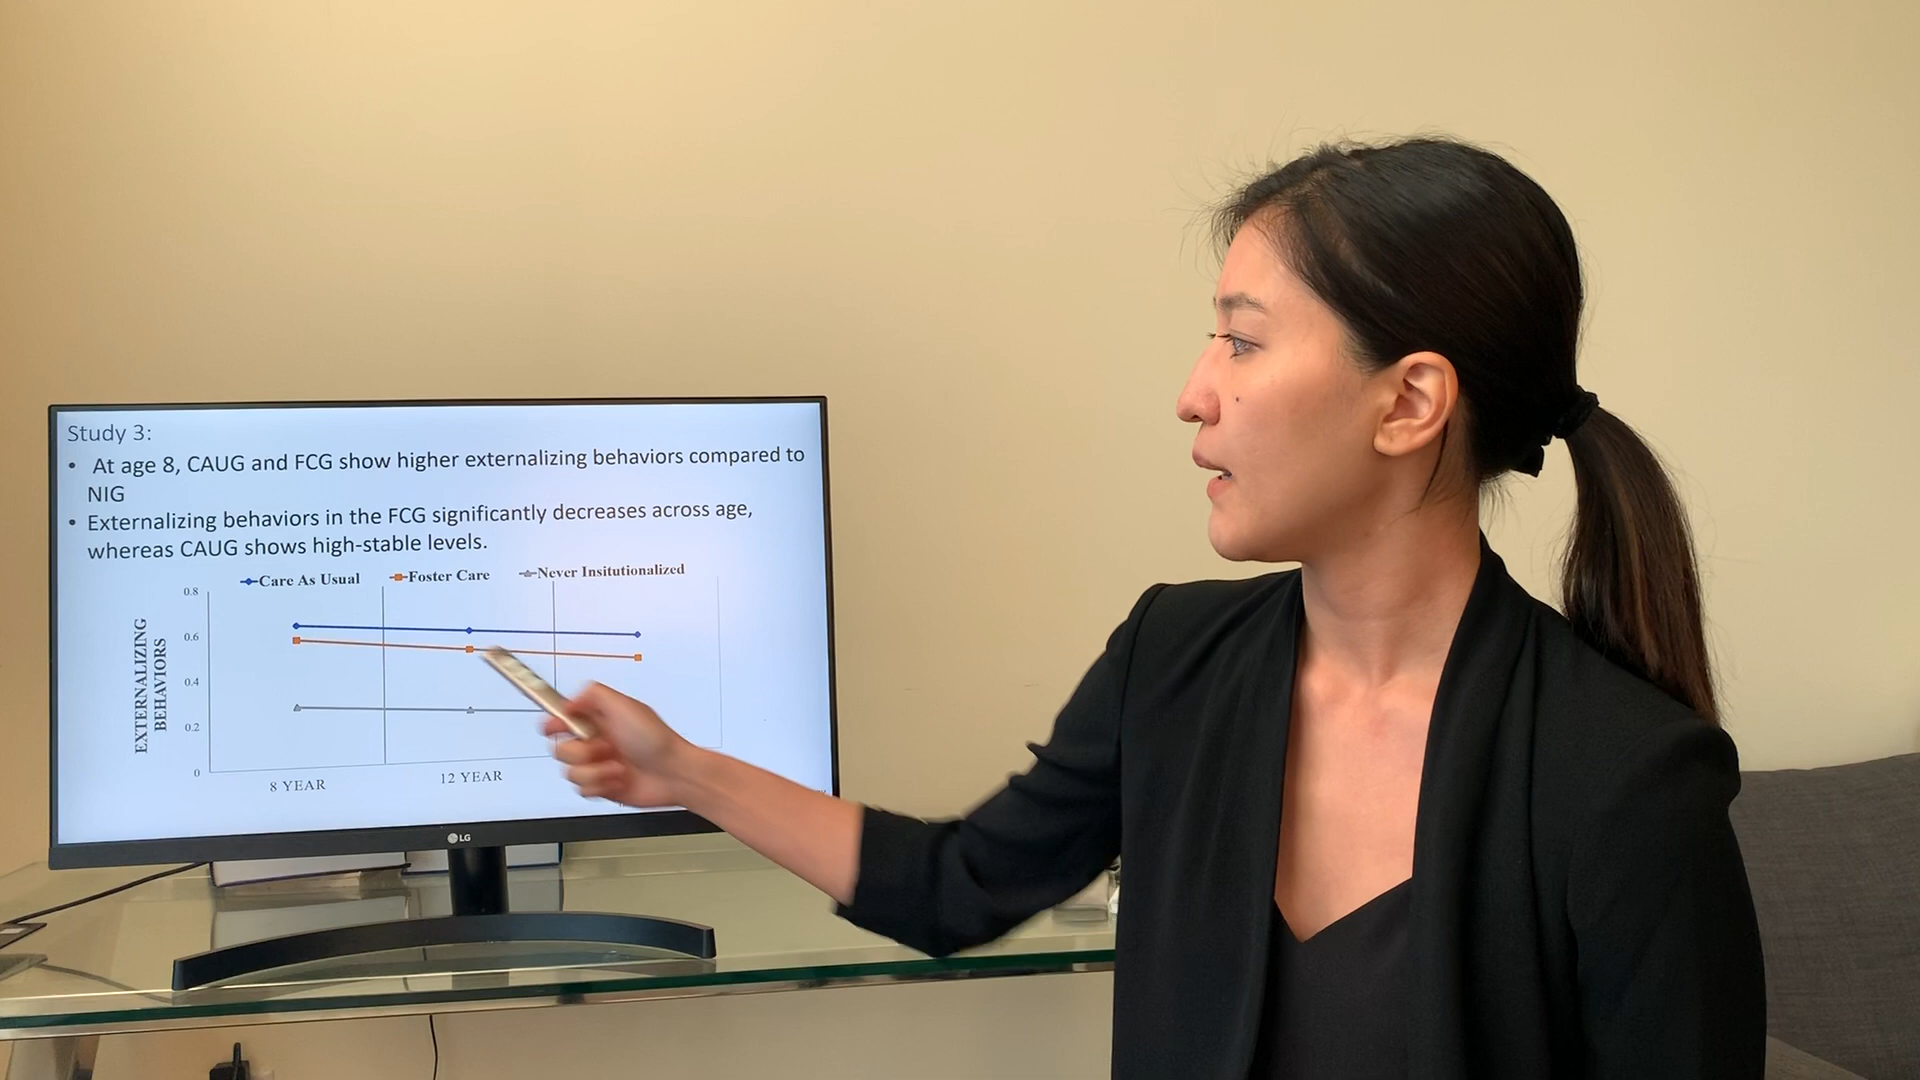 Study 3:
• At age 8, CAUG and FCG show higher externalizing behaviors compared to
NIG
• Externalizing behaviors in the FCG significantly decreases across age,
whereas CAUG shows high-stable levels.
Care As Usual Foster Care Never Insitutionalized
EXTERNALIZING
BEHAVIORS
0.8
0.6
0.4
0.2
0
8 YEAR 12 YEAR
LG